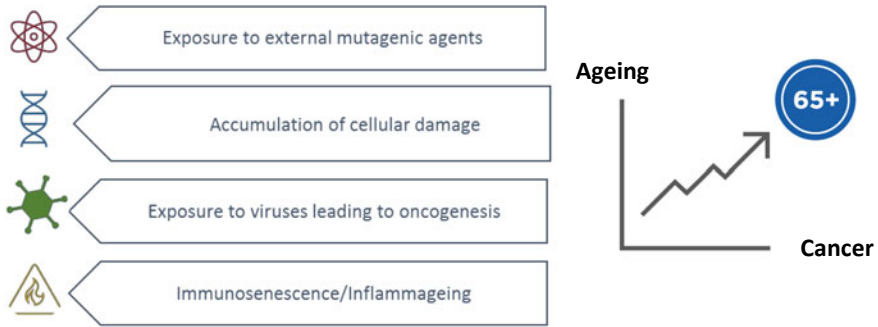 Exposure to external mutagenic agents
Accumulation of cellular damage
Exposure to viruses leading to oncogenesis
Immunosenescence/Inflammageing
Ageing
65+
Cancer